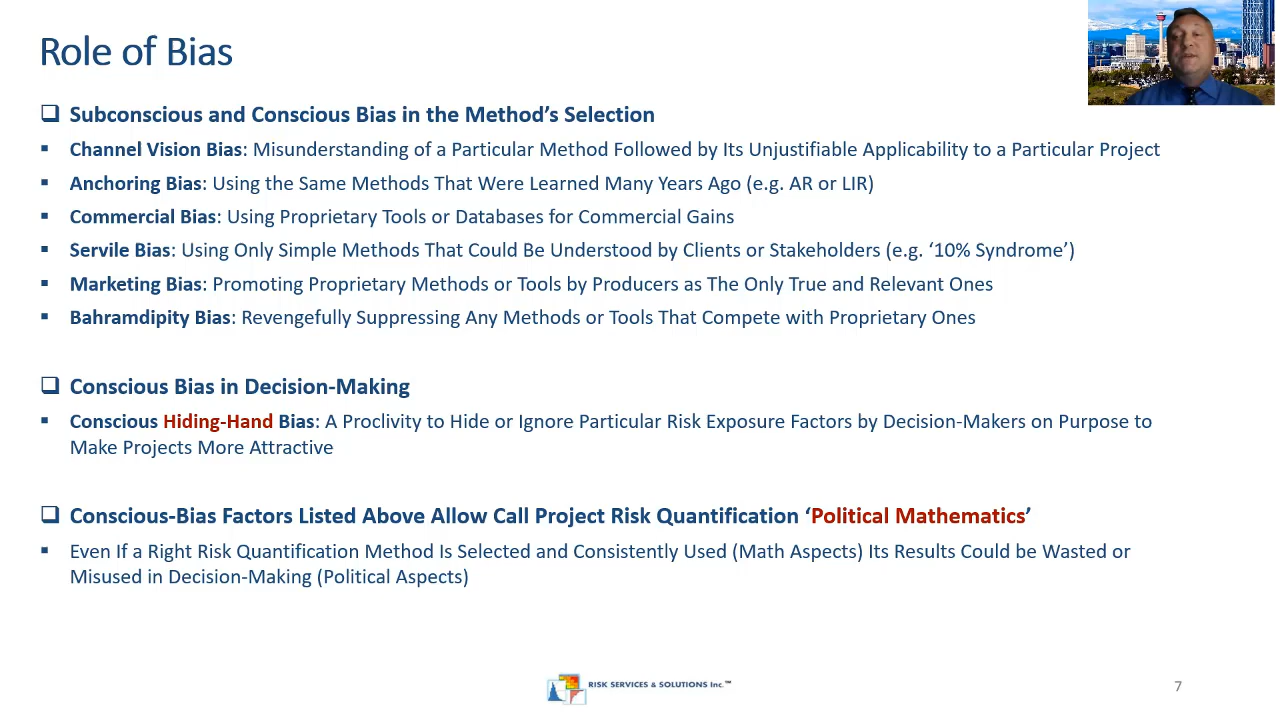 Role of Bias
❑ Subconscious and Conscious Bias in the Method's Selection
▪ Channel Vision Bias: Misunderstanding of a Particular Method Followed by Its Unjustifiable Applicability to a Particular Project
▪ Anchoring Bias: Using the Same Methods That Were Learned Many Years Ago (e.g. AR or LIR)
▪ Commercial Bias: Using Proprietary Tools or Databases for Commercial Gains
▪ Servile Bias: Using Only Simple Methods That Could Be Understood by Clients or Stakeholders (e.g. ‘10% Syndrome’)
▪ Marketing Bias: Promoting Proprietary Methods or Tools by Producers as The Only True and Relevant Ones
▪ Bahramdipity Bias: Revengefully Suppressing Any Methods or Tools That Compete with Proprietary Ones
❑ Conscious Bias in Decision-Making
▪ Conscious Hiding-Hand Bias: A Proclivity to Hide or Ignore Particular Risk Exposure Factors by Decision-Makers on Purpose to
Make Projects More Attractive
❑ Conscious-Bias Factors Listed Above Allow Call Project Risk Quantification ‘Political Mathematics’
▪ Even If a Right Risk Quantification Method Is Selected and Consistently Used (Math Aspects) Its Results Could be Wasted or
Misused in Decision-Making (Political Aspects)
RISK SERVICES & SOLUTIONS Inc.™
7